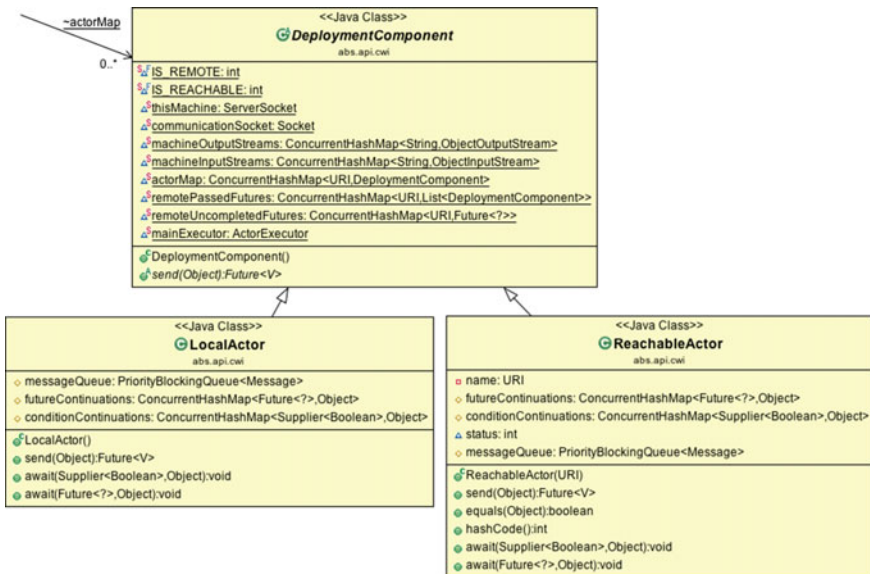 ~actorMap
0..*
<<Java Class>>
DeploymentComponent
abs.api.cwi
IS_REMOTE: int
IS_REACHABLE: int
thisMachine: ServerSocket
communicationSocket: Socket
machineOutputStreams: ConcurrentHashMap<String,ObjectOutputStream>
machineInputStreams: ConcurrentHashMap<String,ObjectInputStream>
actorMap: ConcurrentHashMap<URI,DeploymentComponent>
remotePassedFutures: ConcurrentHashMap<URI,List<DeploymentComponent>>
remoteUncompletedFutures: ConcurrentHashMap<URI,Future<?>>
mainExecutor: ActorExecutor
DeploymentComponent()
send(Object):Future<V>
<<Java Class>>
LocalActor
abs.api.cwi
messageQueue: PriorityBlockingQueue<Message>
futureContinuations: ConcurrentHashMap<Future<?>,Object>
conditionContinuations: ConcurrentHashMap<Supplier<Boolean>,Object>
LocalActor()
send(Object):Future<V>
await(Supplier<Boolean>,Object):void
await(Future<?>,Object):void
<<Java Class>>
ReachableActor
abs.api.cwi
name: URI
futureContinuations: ConcurrentHashMap<Future<?>,Object>
conditionContinuations: ConcurrentHashMap<Supplier<Boolean>,Object>
status: int
messageQueue: PriorityBlockingQueue<Message>
ReachableActor(URI)
send(Object):Future<V>
equals(Object):boolean
hashCode():int
await(Supplier<Boolean>,Object):void
await(Future<?>,Object):void